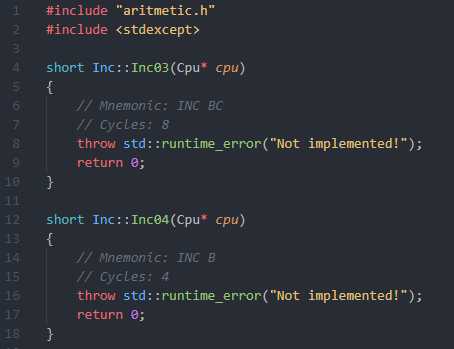 1 #include "aritmetic.h"
2 #include <stdexcept>
3
4 short Inc::Inc03(Cpu* cpu)
5 {
6 // Mnemonic: INC BC
7 // Cycles: 8
8 throw std::runtime_error("Not implemented!");
9 return 0;
10 }
11
12 short Inc::Inc04(Cpu* cpu)
13 {
14 // Mnemonic: INC B
15 // Cycles: 4
16 throw std::runtime_error("Not implemented!");
17 return 0;
18 }